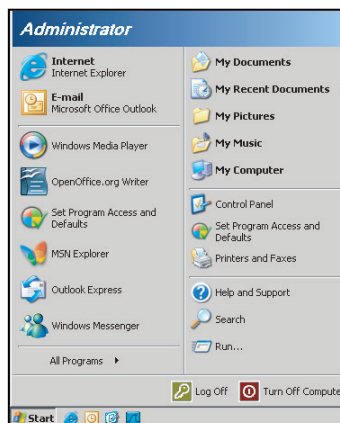 Administrator
Internet
Internet Explorer
E-mail
Microsoft Office Outlook
Windows Media Player
OpenOffice.org Writer
Set Program Access and
Defaults
MSN Explorer
Outlook Express
Windows Messenger
All Programs
My Documents
My Recent Documents
My Pictures
My Music
My Computer
Control Panel
Set Program Access and
Defaults
Printers and Faxes
Help and Support
Search
Run...
Log Off
Turn Off Compute
Start